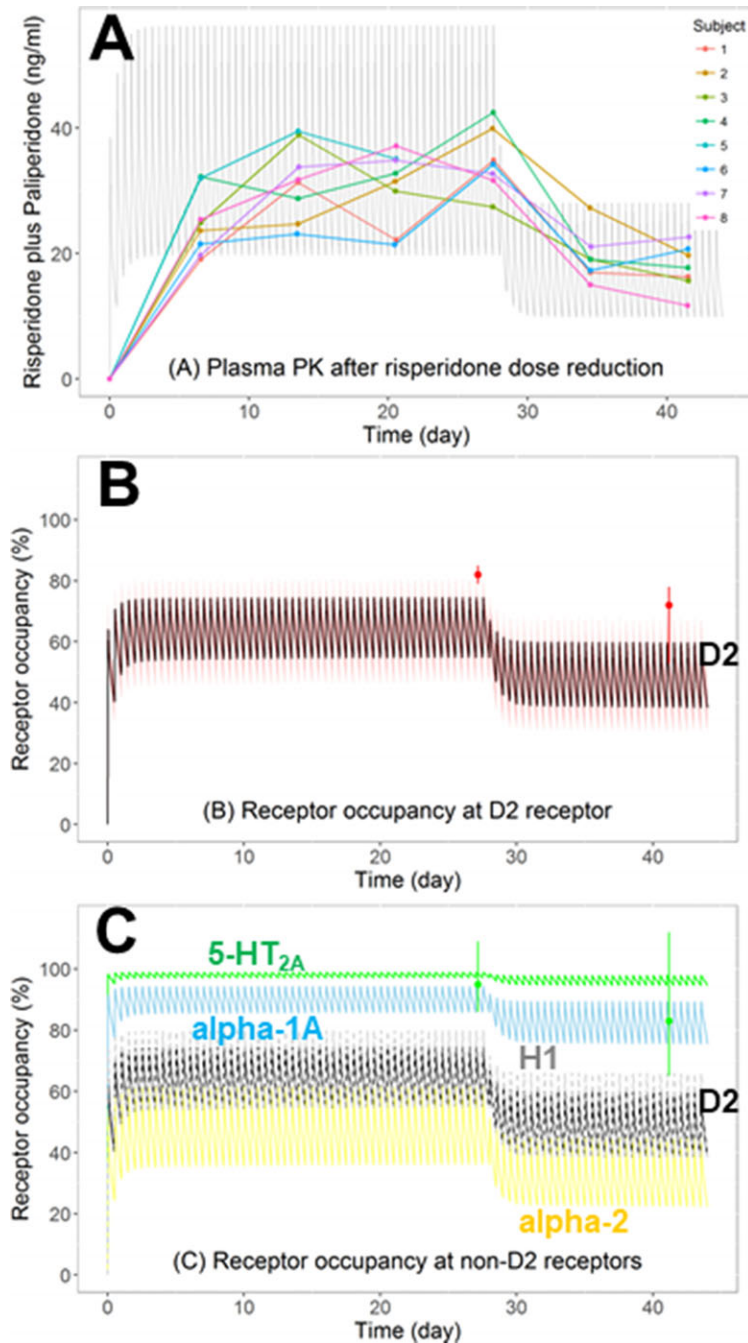 A
Subject
1
2
3
4
5
6
7
8
Risperidone plus Paliperidone (ng/ml)
40
20
0
(A) Plasma PK after risperidone dose reduction
0 10 20 30 40
Time (day)
B
Receptor occupancy (%)
100
80
60
40
20
0
D2
(B) Receptor occupancy at D2 receptor
0 10 20 30 40
Time (day)
C
Receptor occupancy (%)
100
80
60
40
20
0
5-HT2A
alpha-1A
H1
D2
alpha-2
(C) Receptor occupancy at non-D2 receptors
0 10 20 30 40
Time (day)